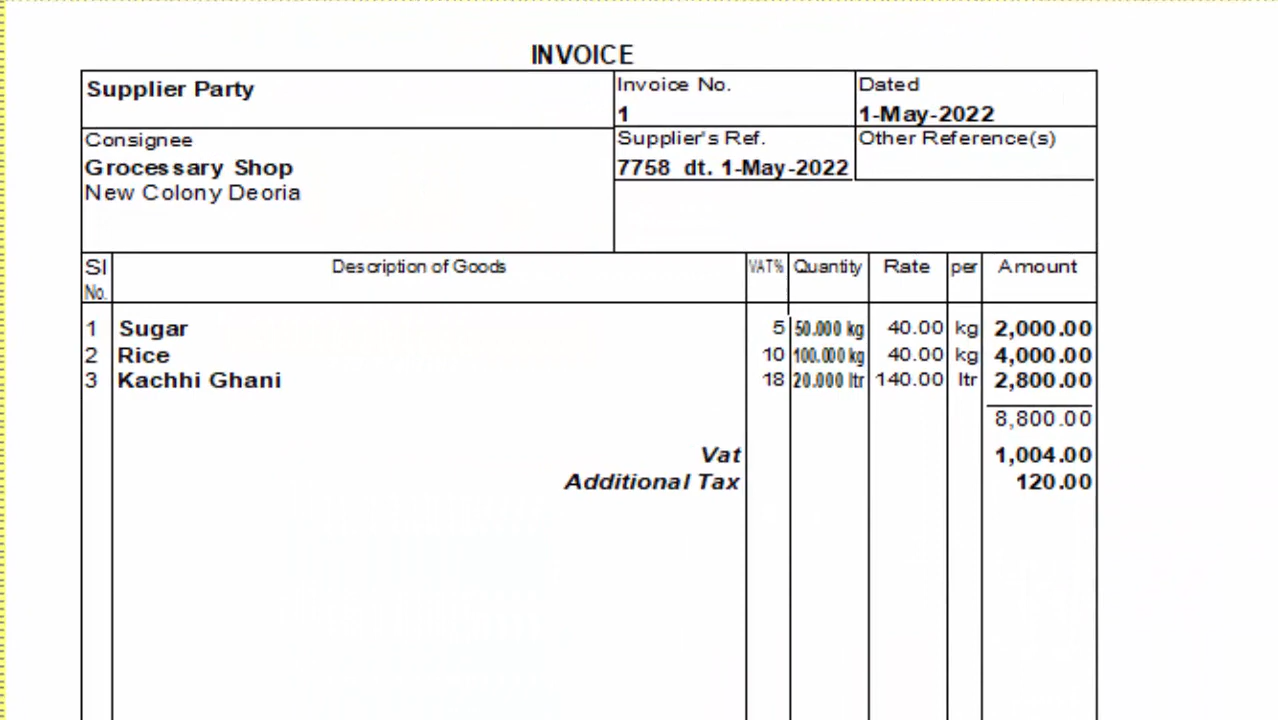 INVOICE
Supplier Party
Invoice No.
1
Dated
1-May-2022
Consignee
Grocessary Shop
New Colony Deoria
Supplier's Ref.
7758 dt. 1-May-2022
Other Reference(s)
Sl No. Description of Goods VAT% Quantity Rate per Amount
1 Sugar 5 50.000 kg 40.00 kg 2,000.00
2 Rice 10 100.000 kg 40.00 kg 4,000.00
3 Kachhi Ghani 18 20.000 ltr 140.00 ltr 2,800.00
8,800.00
Vat 1,004.00
Additional Tax 120.00